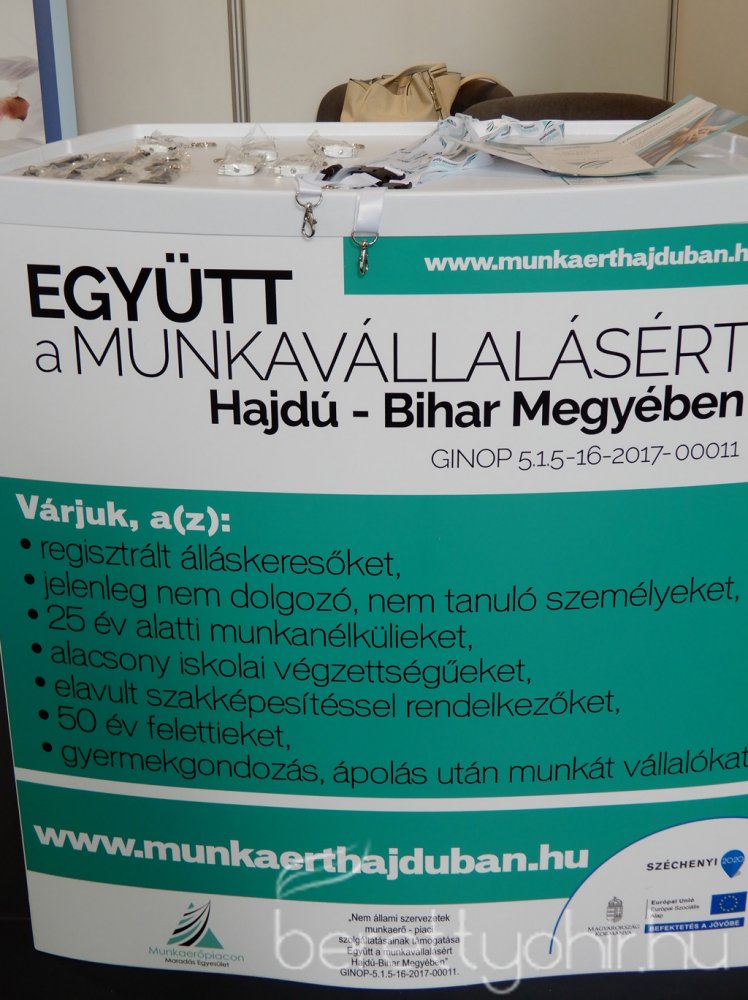 www.munkaerthajduban.h
EGYÜTT
a MUNKAVÁLLALÁSÉRT
Hajdú - Bihar Megyében
GINOP 5.1.5-16-2017-00011
Várjuk, a(z):
• regisztrált álláskeresőket,
• jelenleg nem dolgozó, nem tanuló személyeket,
• 25 év alatti munkanélkülieket,
• alacsony iskolai végzettségűeket,
• elavult szakképesítéssel rendelkezőket,
• 50 év felettieket,
• gyermekgondozás, ápolás után munkát vállalókat
www.munkaerthajduban.hu
SZÉCHENYI 2020
Munkaerőpiacon
Maradás Egyesület
„Nem állami szervezetek
munkaerő - piaci
szolgáltatásainak támogatása
Együtt a munkavállalásért
Hajdú-Bihar Megyében"
GINOP-5.1.5-16-2017-00011.
MAGYARORSZÁG
KORMÁNYA
Európai Unió
Európai Szociális
Alap
BEFEKTETÉS A JÖVŐBE
berettyohir.hu